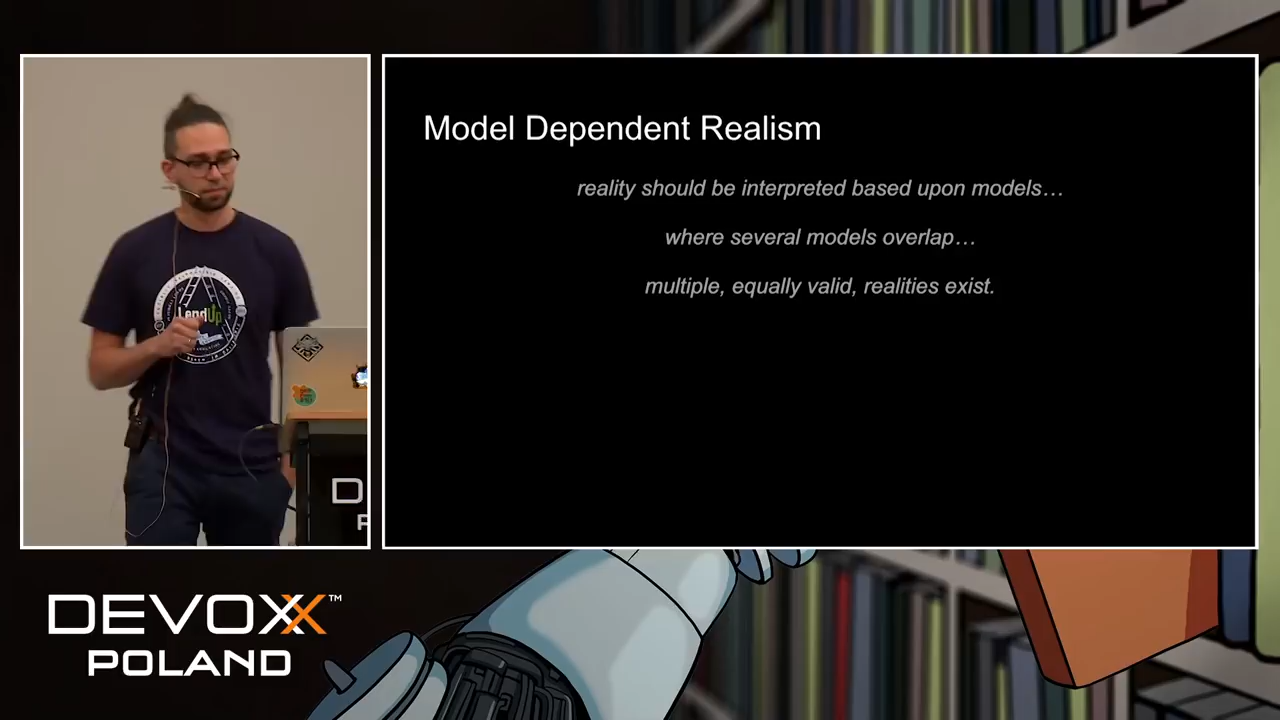 Model Dependent Realism
reality should be interpreted based upon models…
where several models overlap…
multiple, equally valid, realities exist.
LendUp
D
P
DEVOXX™
POLAND